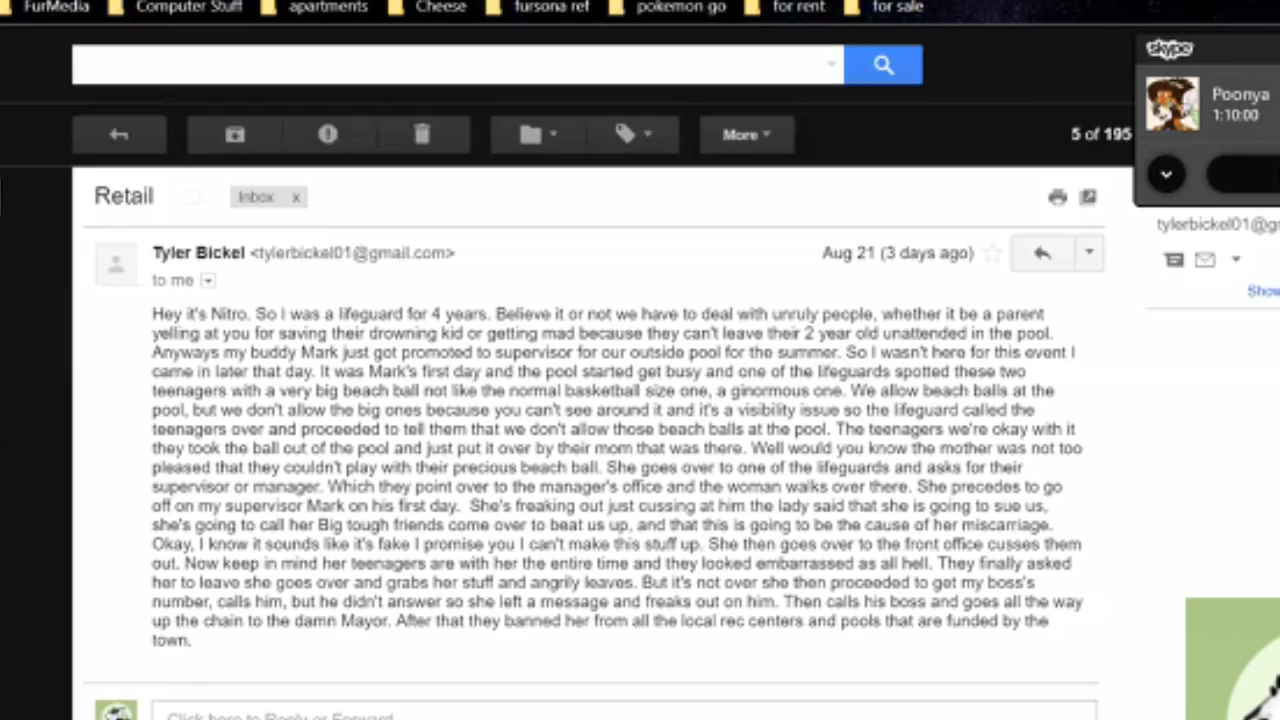 FurMedia Computer Stuff apartments Cheese fursona ref pokemon go for rent for sale
skype
Poonya
1:10:00
More
5 of 195
Retail
Inbox x
Tyler Bickel <tylerbickel01@gmail.com>
Aug 21 (3 days ago)
to me
tylerbickel01@gm
Show
Hey it's Nitro. So I was a lifeguard for 4 years. Believe it or not we have to deal with unruly people, whether it be a parent
yelling at you for saving their drowning kid or getting mad because they can't leave their 2 year old unattended in the pool.
Anyways my buddy Mark just got promoted to supervisor for our outside pool for the summer. So I wasn't here for this event I
came in later that day. It was Mark's first day and the pool started get busy and one of the lifeguards spotted these two
teenagers with a very big beach ball not like the normal basketball size one, a ginormous one. We allow beach balls at the
pool, but we don't allow the big ones because you can't see around it and it's a visibility issue so the lifeguard called the
teenagers over and proceeded to tell them that we don't allow those beach balls at the pool. The teenagers we're okay with it
they took the ball out of the pool and just put it over by their mom that was there. Well would you know the mother was not too
pleased that they couldn't play with their precious beach ball. She goes over to one of the lifeguards and asks for their
supervisor or manager. Which they point over to the manager's office and the woman walks over there. She precedes to go
off on my supervisor Mark on his first day. She's freaking out just cussing at him the lady said that she is going to sue us,
she's going to call her Big tough friends come over to beat us up, and that this is going to be the cause of her miscarriage.
Okay, I know it sounds like it's fake I promise you I can't make this stuff up. She then goes over to the front office cusses them
out. Now keep in mind her teenagers are with her the entire time and they looked embarrassed as all hell. They finally asked
her to leave she goes over and grabs her stuff and angrily leaves. But it's not over she then proceeded to get my boss's
number, calls him, but he didn't answer so she left a message and freaks out on him. Then calls his boss and goes all the way
up the chain to the damn Mayor. After that they banned her from all the local rec centers and pools that are funded by the
town.
Click here to Reply or Forward